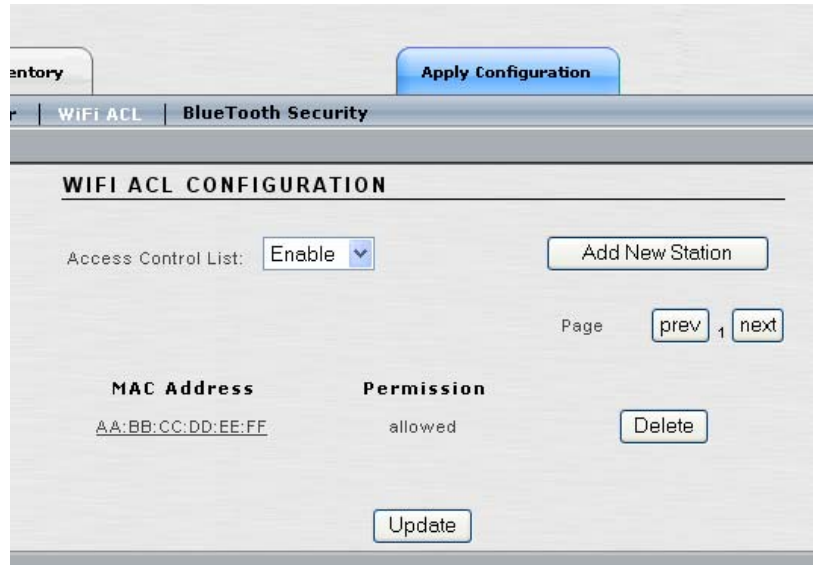 entory
Apply Configuration
r | WiFi ACL | BlueTooth Security
WIFI ACL CONFIGURATION
Access Control List: Enable Add New Station
Page prev 1 next
MAC Address Permission
AA:BB:CC:DD:EE:FF allowed Delete
Update